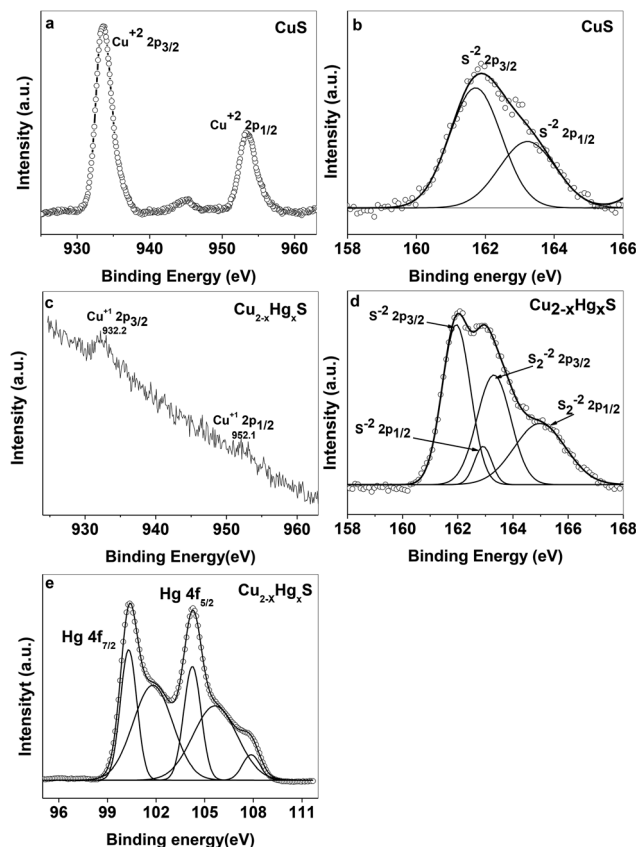 a
CuS
Cu+2 2p3/2
Cu+2 2p1/2
Intensity (a.u.)
930 940 950 960
Binding Energy (eV)
b
CuS
S-2 2p3/2
S-2 2p1/2
Intensity (a.u.)
158 160 162 164 166
Binding energy (eV)
c
Cu2-xHgxS
Cu+1 2p3/2
932.2
Cu+1 2p1/2
952.1
Intensity (a.u.)
930 940 950 960
Binding Energy(eV)
d
Cu2-xHgxS
S-2 2p3/2
S2-2 2p3/2
S-2 2p1/2
S2-2 2p1/2
Intensity (a.u.)
158 160 162 164 166 168
Binding Energy (eV)
e
Hg 4f5/2
Cu2-XHgxS
Hg 4f7/2
Intensityt (a.u.)
96 99 102 105 108 111
Binding energy(eV)